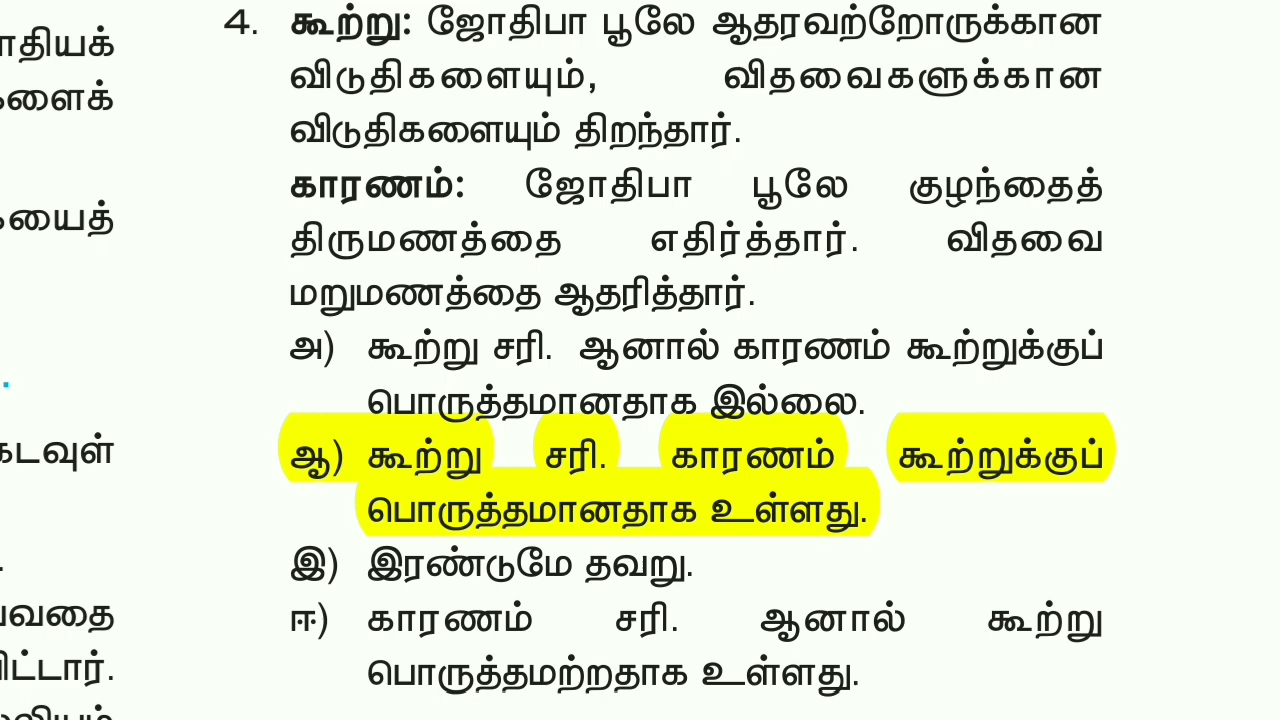 4. கூற்று: ஜோதிபா பூலே ஆதரவற்றோருக்கான
விடுதிகளையும், விதவைகளுக்கான
விடுதிகளையும் திறந்தார்.
காரணம்: ஜோதிபா பூலே குழந்தைத்
திருமணத்தை எதிர்த்தார். விதவை
மறுமணத்தை ஆதரித்தார்.
அ) கூற்று சரி. ஆனால் காரணம் கூற்றுக்குப்
பொருத்தமானதாக இல்லை.
ஆ) கூற்று சரி. காரணம் கூற்றுக்குப்
பொருத்தமானதாக உள்ளது.
இ) இரண்டுமே தவறு.
ஈ) காரணம் சரி. ஆனால் கூற்று
பொருத்தமற்றதாக உள்ளது.